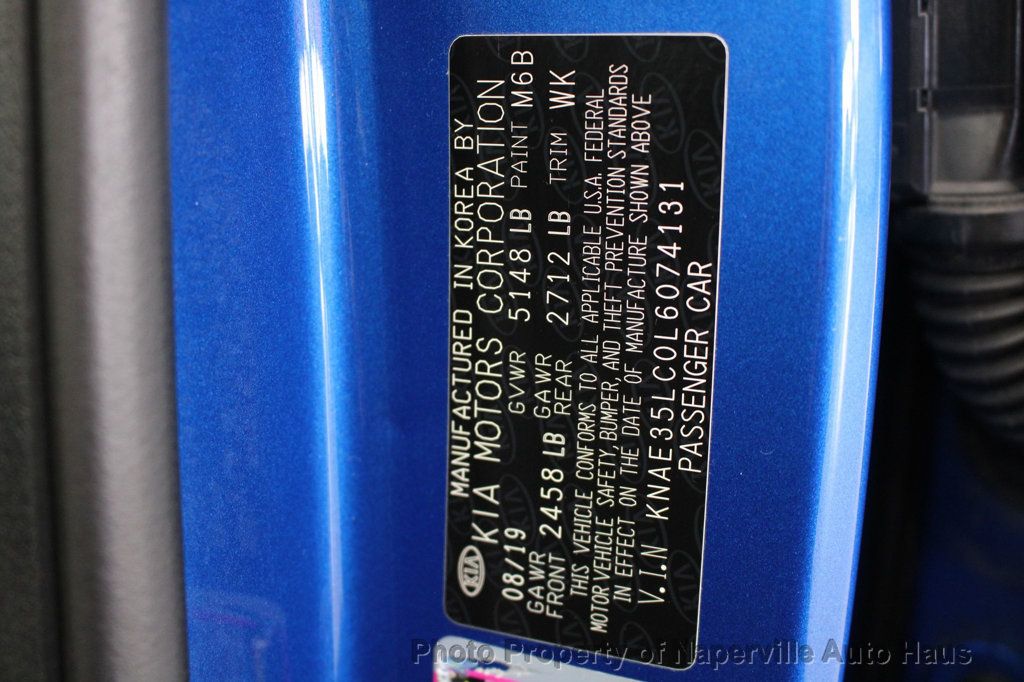 MANUFACTURED IN KOREA BY
KIA KIA MOTORS CORPORATION
08/19 GVWR 5148 LB PAINT M6B
GAWR GAWR
FRONT 2458 LB REAR 2712 LB TRIM WK
THIS VEHICLE CONFORMS TO ALL APPLICABLE U.S.A. FEDERAL
MOTOR VEHICLE SAFETY, BUMPER, AND THEFT PREVENTION STANDARDS
IN EFFECT ON THE DATE OF MANUFACTURE SHOWN ABOVE
V.I.N KNAE35LC0L6074131
PASSENGER CAR
Photo Property of Naperville Auto Haus